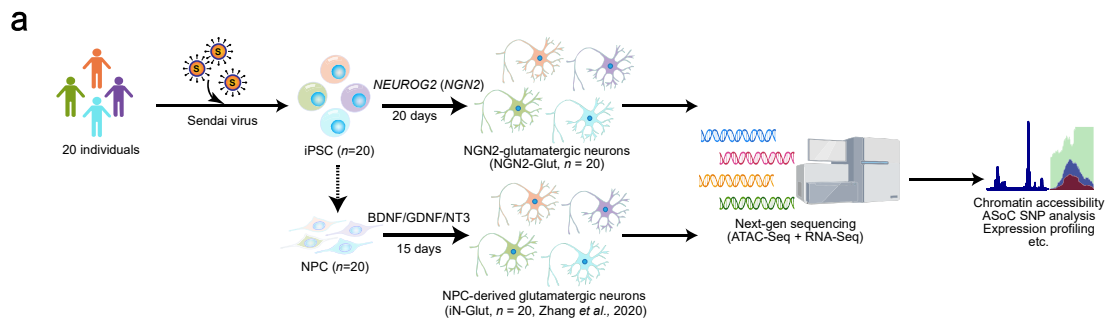 a
S
S
S
Sendai virus
20 individuals
iPSC (n=20)
NEUROG2 (NGN2)
20 days
NGN2-glutamatergic neurons
(NGN2-Glut, n = 20)
NPC (n=20)
BDNF/GDNF/NT3
15 days
NPC-derived glutamatergic neurons
(iN-Glut, n = 20, Zhang et al., 2020)
Next-gen sequencing
(ATAC-Seq + RNA-Seq)
Chromatin accessibility
ASoC SNP analysis
Expression profiling
etc.